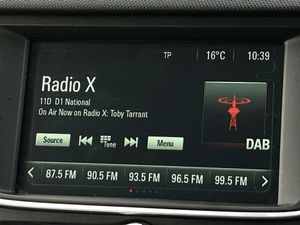 TP 16°C 10:39
Radio X
11D D1 National
On Air Now on Radio X: Toby Tarrant
Source Tune Menu DAB
87.5 FM 90.5 FM 93.5 FM 96.5 FM 99.5 FM